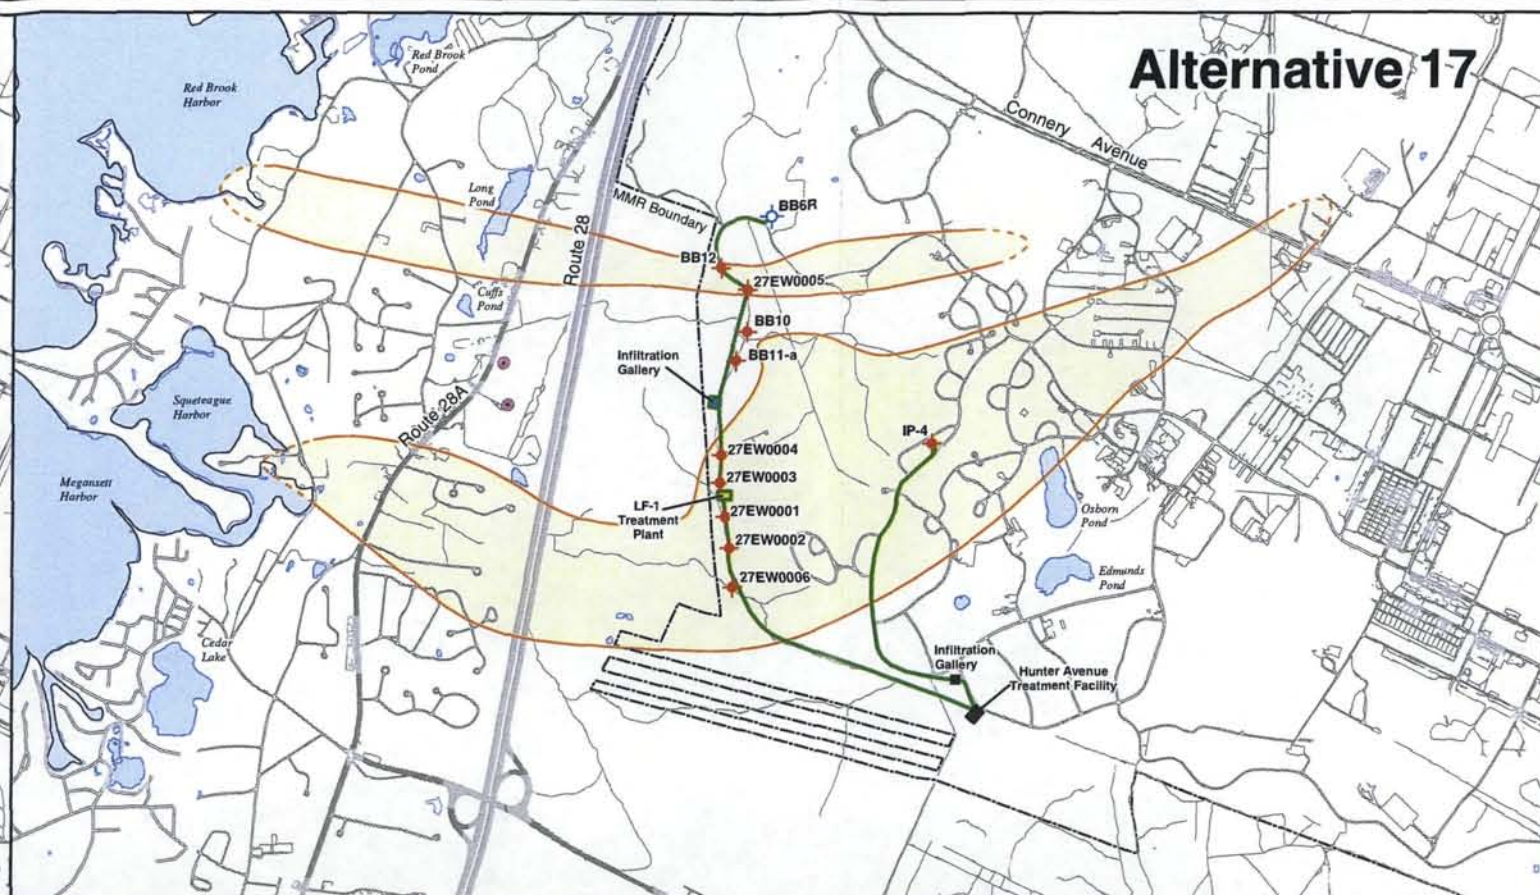 Alternative 17
Red Brook
Pond
Red Brook
Harbor
Connery Avenue
Long
Pond
MMR Boundary
BB6R
Route 28
BB12
27EW0005
Cuffs
Pond
BB10
Infiltration
Gallery
BB11-a
Squeteague
Harbor
Route 28A
IP-4
27EW0004
27EW0003
Megansett
Harbor
LF-1
Treatment
Plant
27EW0001
Osborn
Pond
27EW0002
27EW0006
Edmunds
Pond
Cedar
Lake
Infiltration
Gallery
Hunter Avenue
Treatment Facility